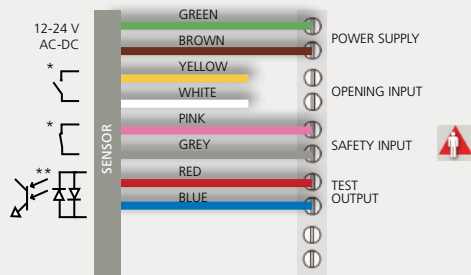 12-24 V
AC-DC
*
*
**
SENSOR
GREEN
BROWN
YELLOW
WHITE
PINK
GREY
RED
BLUE
POWER SUPPLY
OPENING INPUT
SAFETY INPUT
TEST
OUTPUT